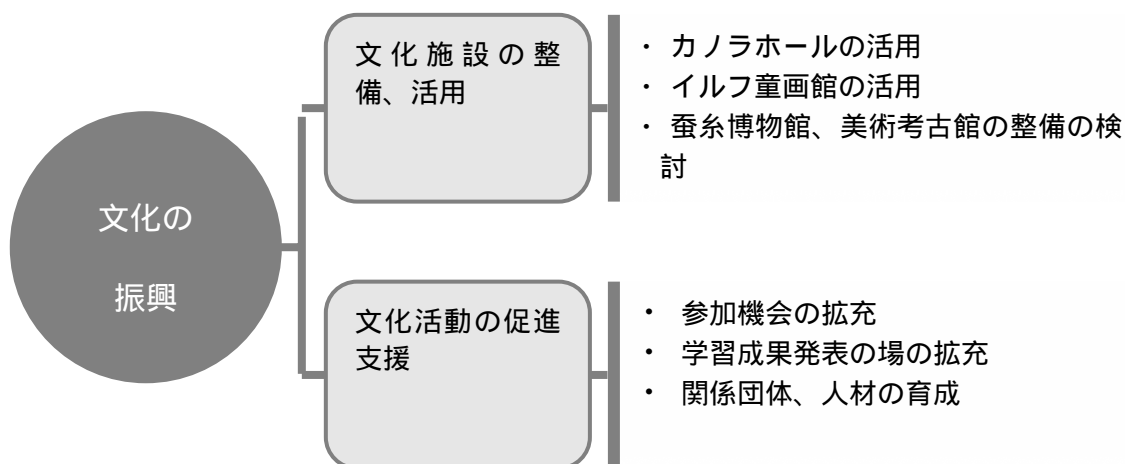 文化の
振興
文化施設の整
備、活用
・ カノラホールの活用
・ イルフ童画館の活用
・ 蚕糸博物館、美術考古館の整備の検
討
文化活動の促進
支援
・ 参加機会の拡充
・ 学習成果発表の場の拡充
・ 関係団体、人材の育成